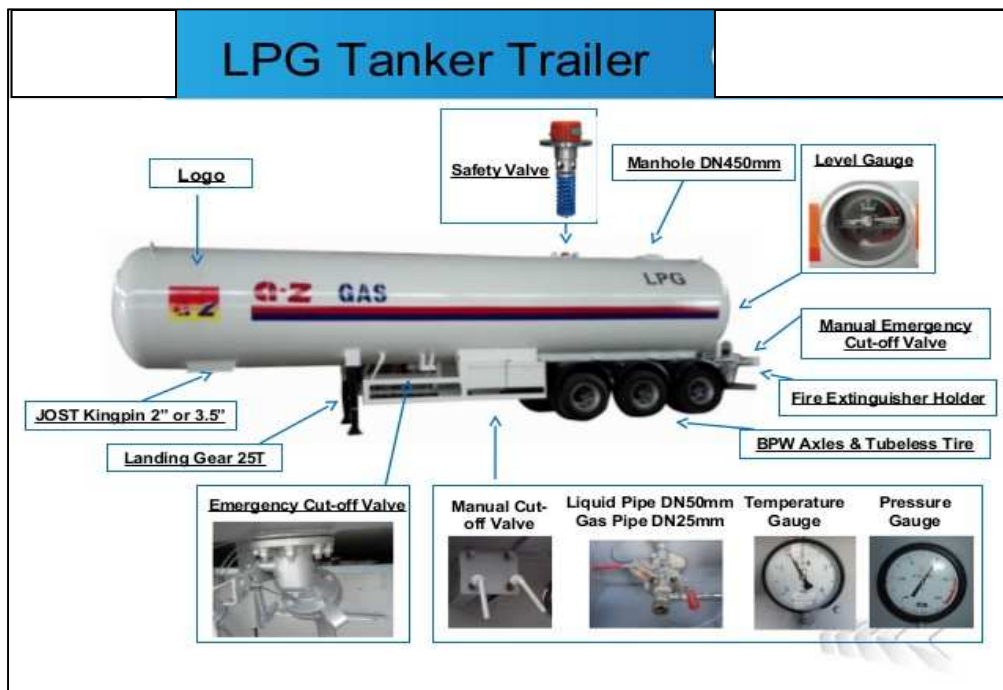 LPG Tanker Trailer
Logo
Safety Valve
Manhole DN450mm
Level Gauge
a-z
a-z GAS
LPG
Manual Emergency
Cut-off Valve
JOST Kingpin 2” or 3.5”
Fire Extinguisher Holder
Landing Gear 25T
BPW Axles & Tubeless Tire
Emergency Cut-off Valve
Manual Cut-
off Valve
Liquid Pipe DN50mm
Gas Pipe DN25mm
Temperature
Gauge
Pressure
Gauge